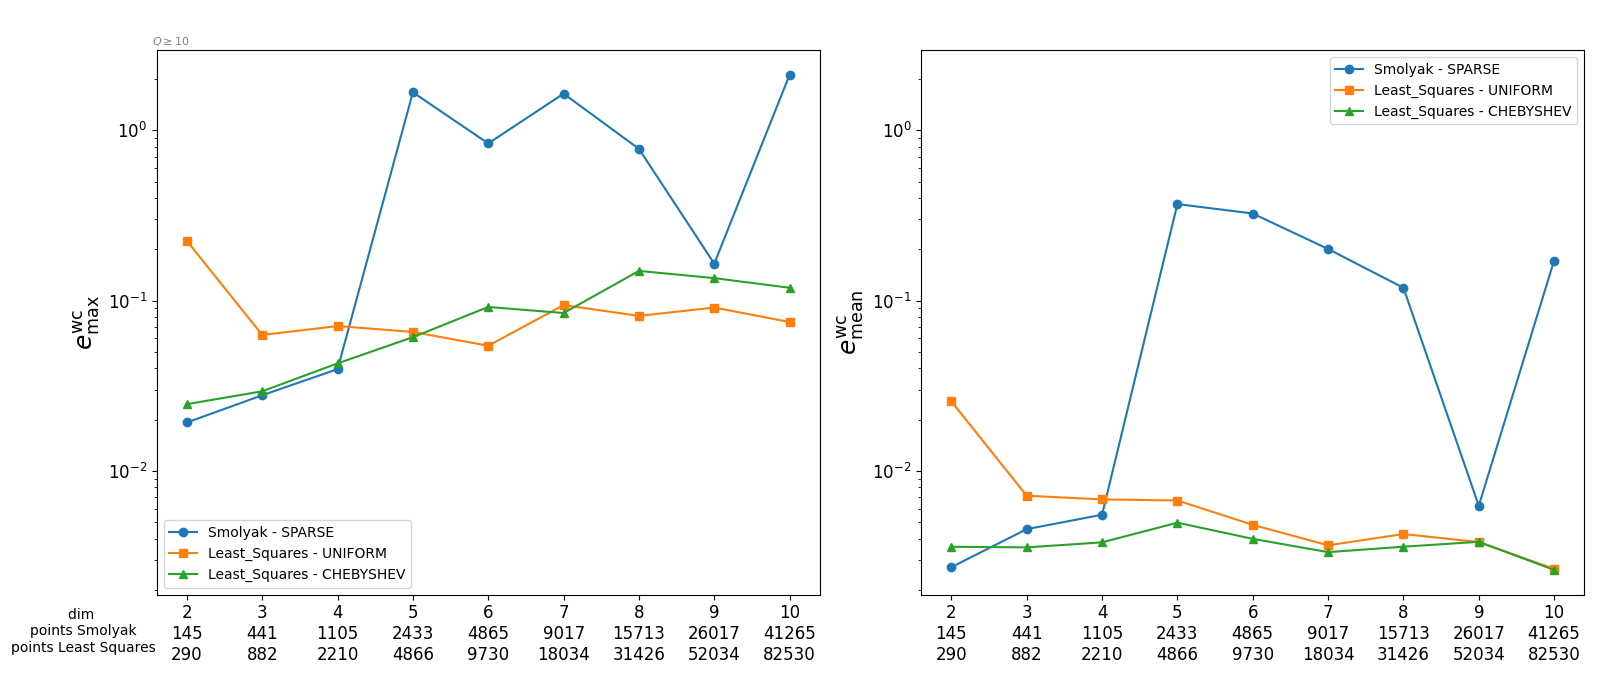 Q ≥ 10
10^0
10^-1
10^-2
e^wc_max
Smolyak - SPARSE
Least_Squares - UNIFORM
Least_Squares - CHEBYSHEV
dim 2 3 4 5 6 7 8 9 10
points Smolyak 145 441 1105 2433 4865 9017 15713 26017 41265
points Least Squares 290 882 2210 4866 9730 18034 31426 52034 82530
10^0
10^-1
10^-2
e^wc_mean
Smolyak - SPARSE
Least_Squares - UNIFORM
Least_Squares - CHEBYSHEV
2 3 4 5 6 7 8 9 10
145 441 1105 2433 4865 9017 15713 26017 41265
290 882 2210 4866 9730 18034 31426 52034 82530